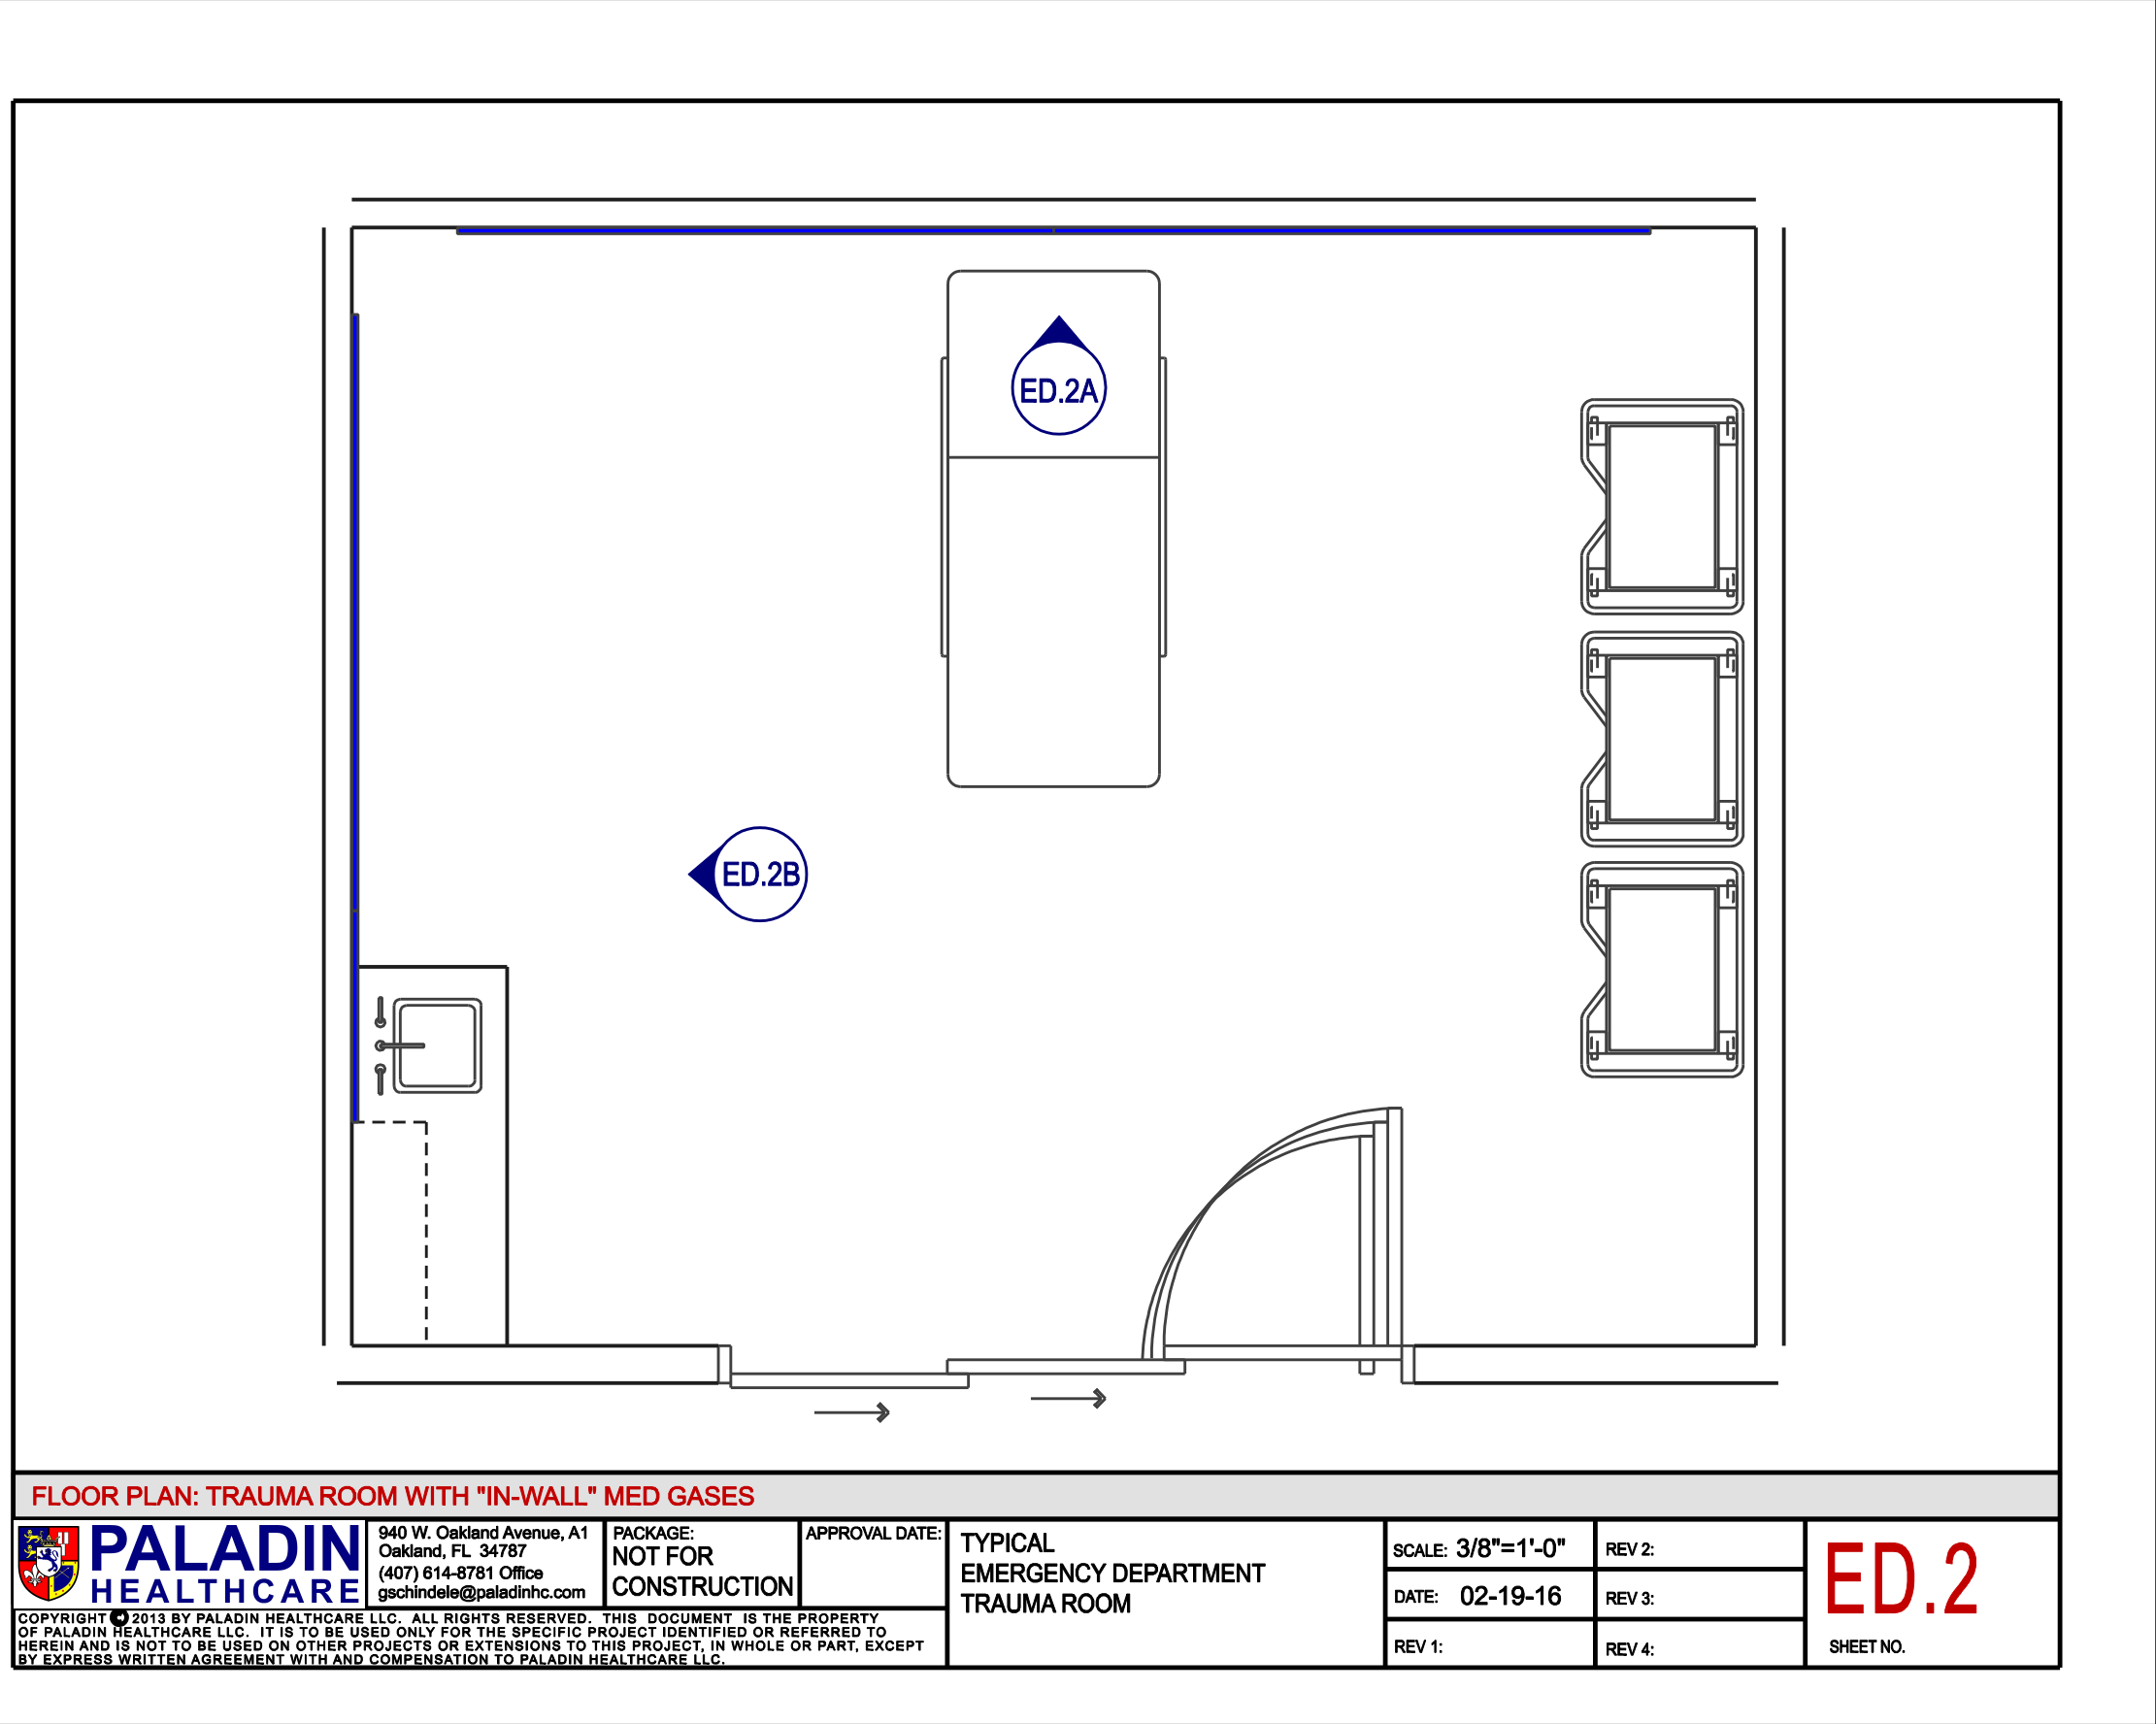 ED.2A
ED.2B
FLOOR PLAN: TRAUMA ROOM WITH "IN-WALL" MED GASES
PALADIN
HEALTHCARE
940 W. Oakland Avenue, A1
Oakland, FL 34787
(407) 614-8781 Office
gschindele@paladinhc.com
PACKAGE:
NOT FOR
CONSTRUCTION
APPROVAL DATE:
COPYRIGHT 2013 BY PALADIN HEALTHCARE LLC. ALL RIGHTS RESERVED. THIS DOCUMENT IS THE PROPERTY
OF PALADIN HEALTHCARE LLC. IT IS TO BE USED ONLY FOR THE SPECIFIC PROJECT IDENTIFIED OR REFERRED TO
HEREIN AND IS NOT TO BE USED ON OTHER PROJECTS OR EXTENSIONS TO THIS PROJECT, IN WHOLE OR PART, EXCEPT
BY EXPRESS WRITTEN AGREEMENT WITH AND COMPENSATION TO PALADIN HEALTHCARE LLC.
TYPICAL
EMERGENCY DEPARTMENT
TRAUMA ROOM
SCALE: 3/8"=1'-0"
DATE: 02-19-16
REV 1:
REV 2:
REV 3:
REV 4:
ED.2
SHEET NO.